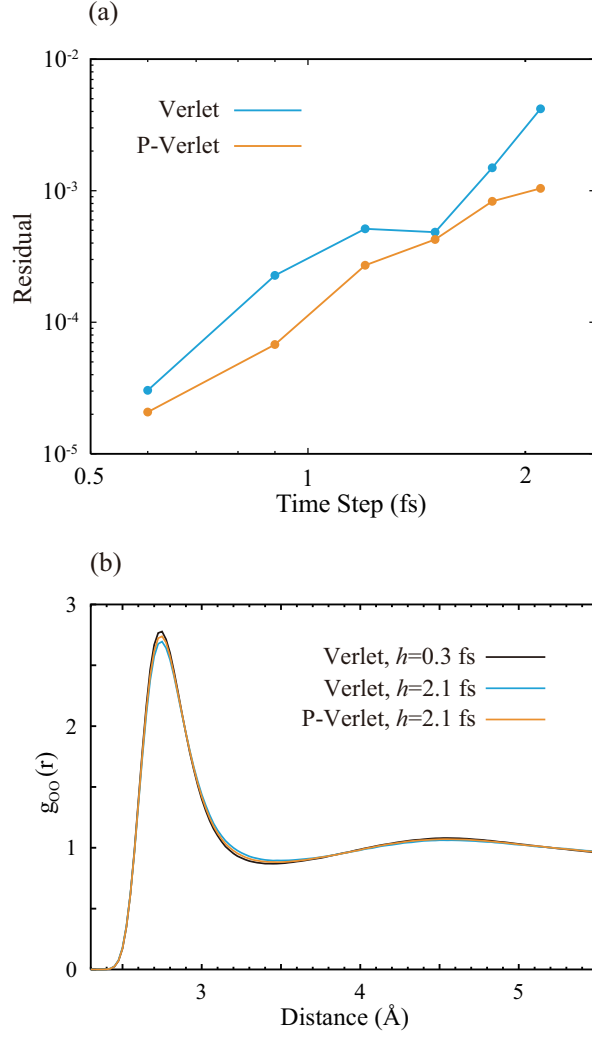 (a)
10⁻²
Verlet
P-Verlet
10⁻³
Residual
10⁻⁴
10⁻⁵
0.5 1 2
Time Step (fs)
(b)
3
Verlet, h=0.3 fs
Verlet, h=2.1 fs
P-Verlet, h=2.1 fs
2
g_OO(r)
1
0
3 4 5
Distance (Å)